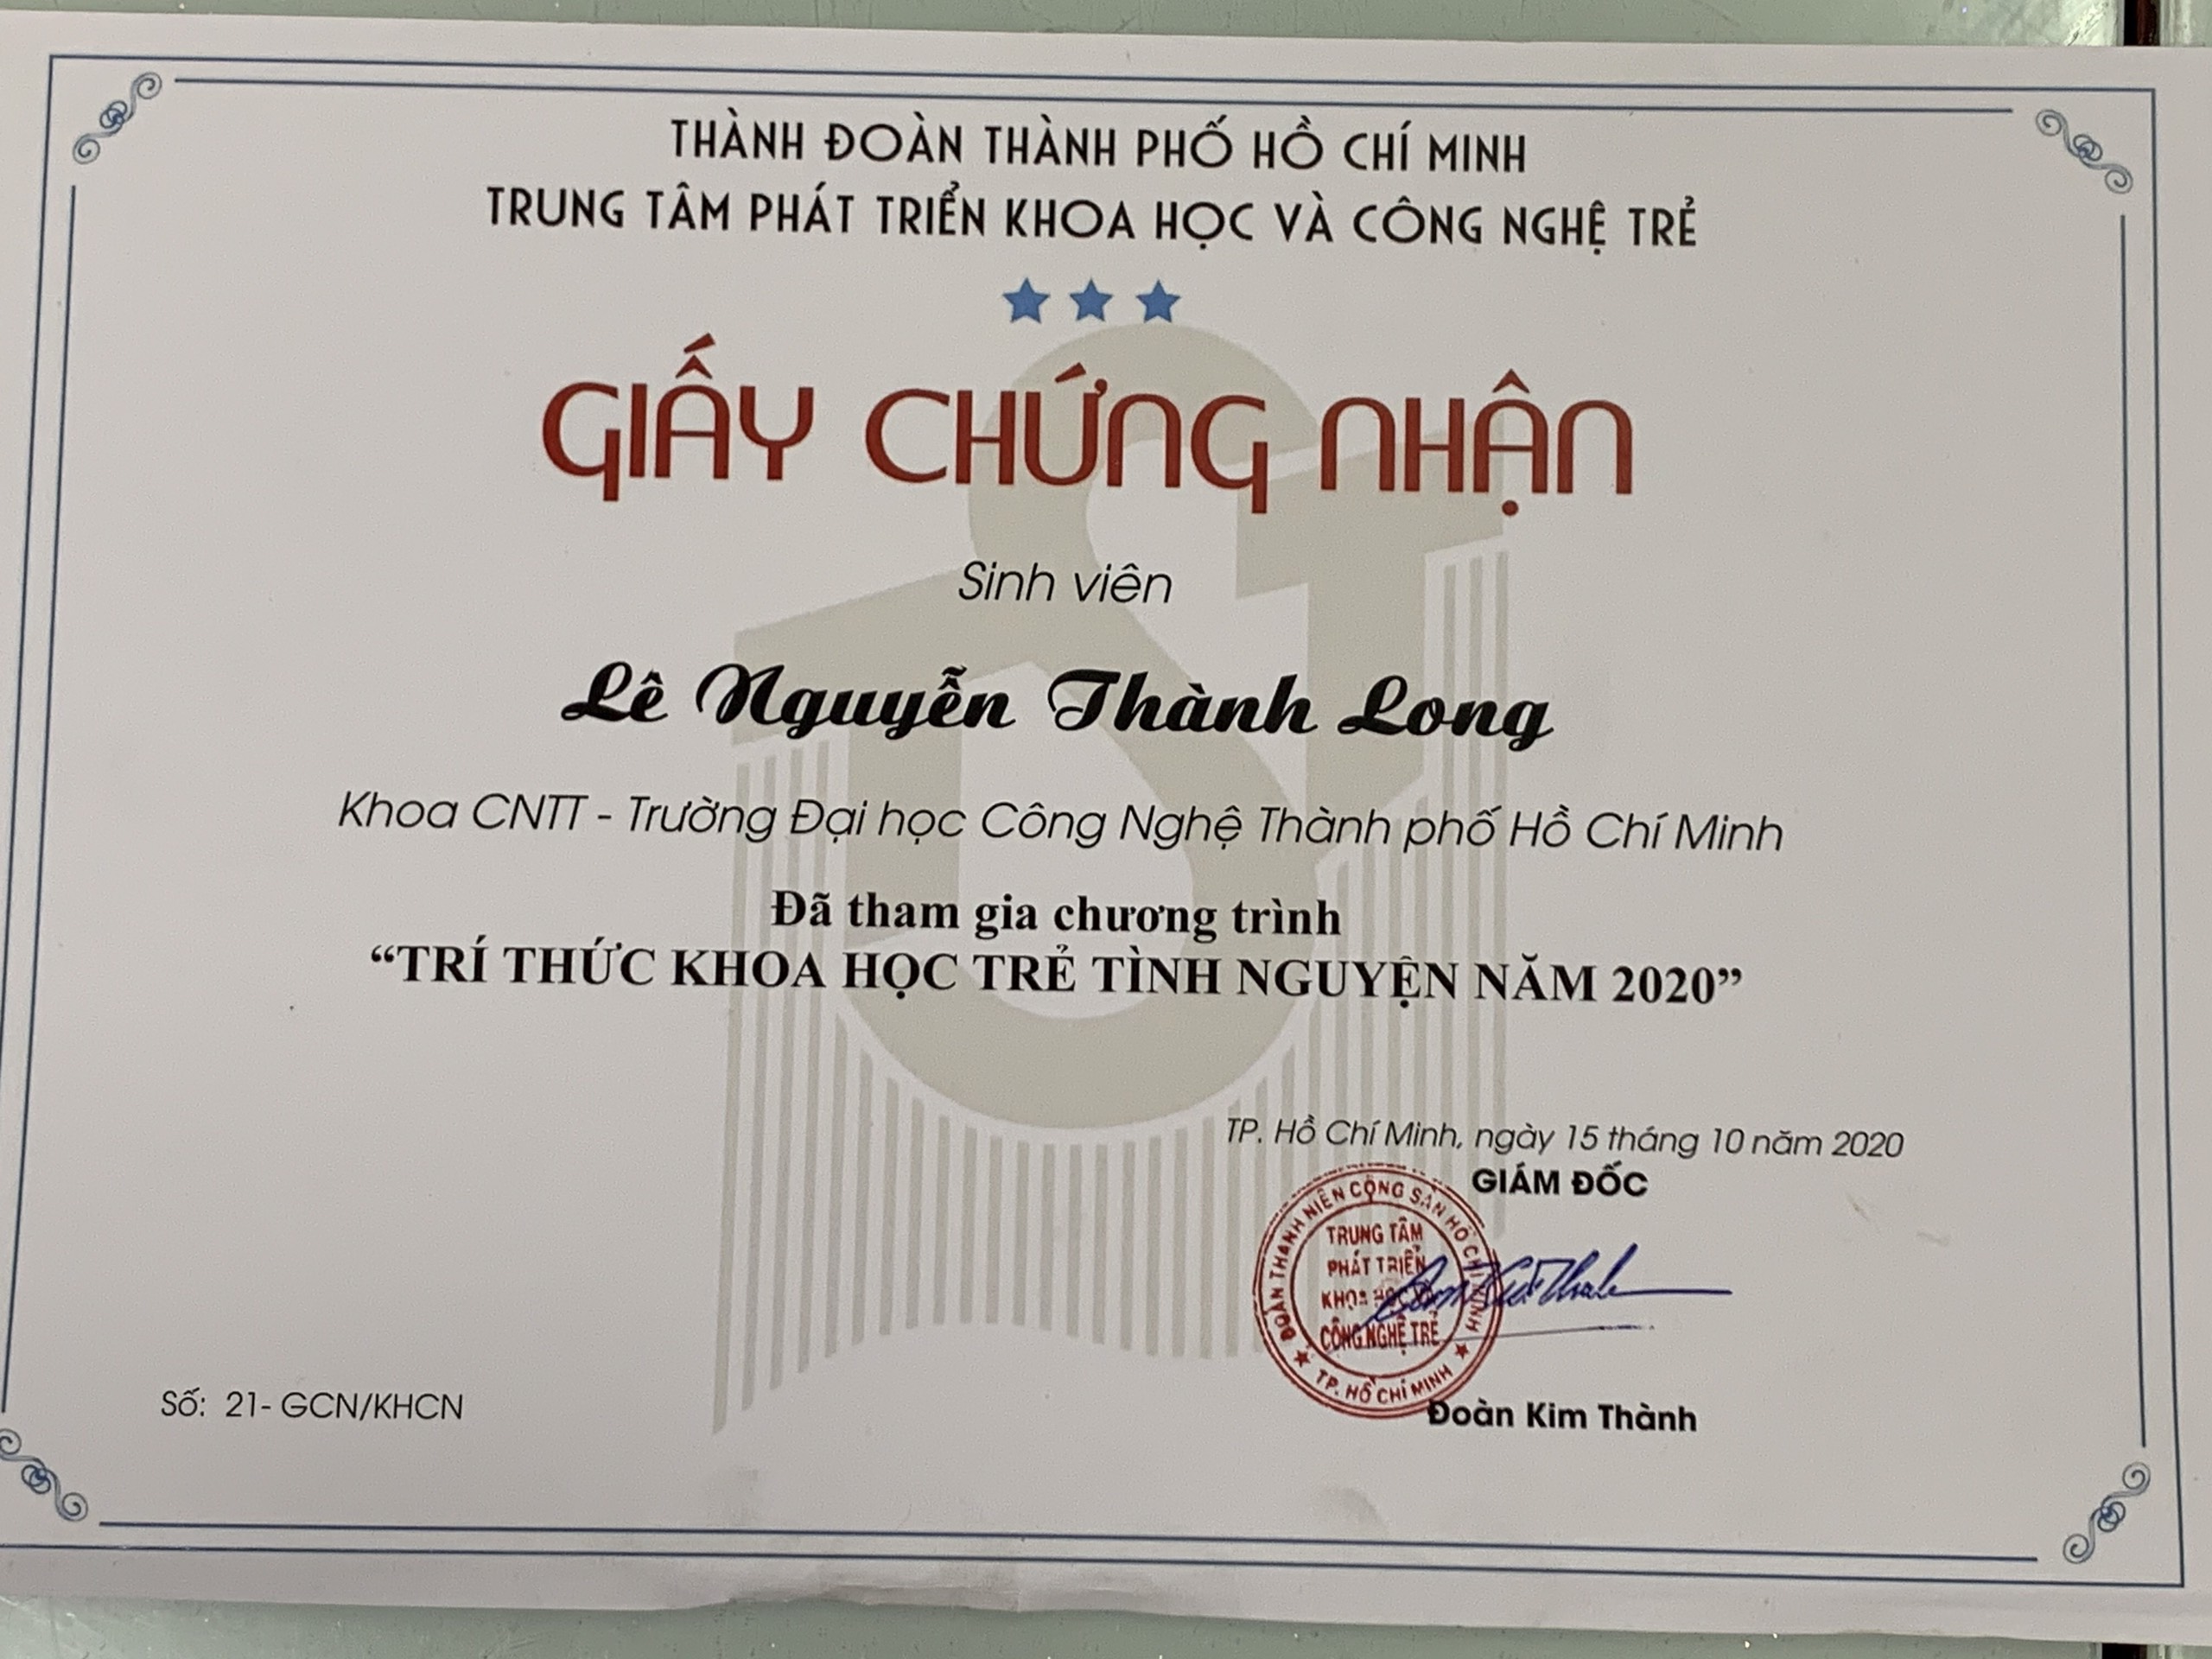 THÀNH ĐOÀN THÀNH PHỐ HỒ CHÍ MINH
TRUNG TÂM PHÁT TRIỂN KHOA HỌC VÀ CÔNG NGHỆ TRẺ
GIẤY CHỨNG NHẬN
Sinh viên
Lê Nguyễn Thành Long
Khoa CNTT - Trường Đại học Công Nghệ Thành phố Hồ Chí Minh
Đã tham gia chương trình
“TRÍ THỨC KHOA HỌC TRẺ TÌNH NGUYỆN NĂM 2020”
TP. Hồ Chí Minh, ngày 15 tháng 10 năm 2020
GIÁM ĐỐC
ĐOÀN THANH NIÊN CỘNG SẢN HỒ CHÍ MINH
TRUNG TÂM
PHÁT TRIỂN
KHOA HỌC
CÔNG NGHỆ TRẺ
TP. HỒ CHÍ MINH
Đoàn Kim Thành
Số: 21- GCN/KHCN